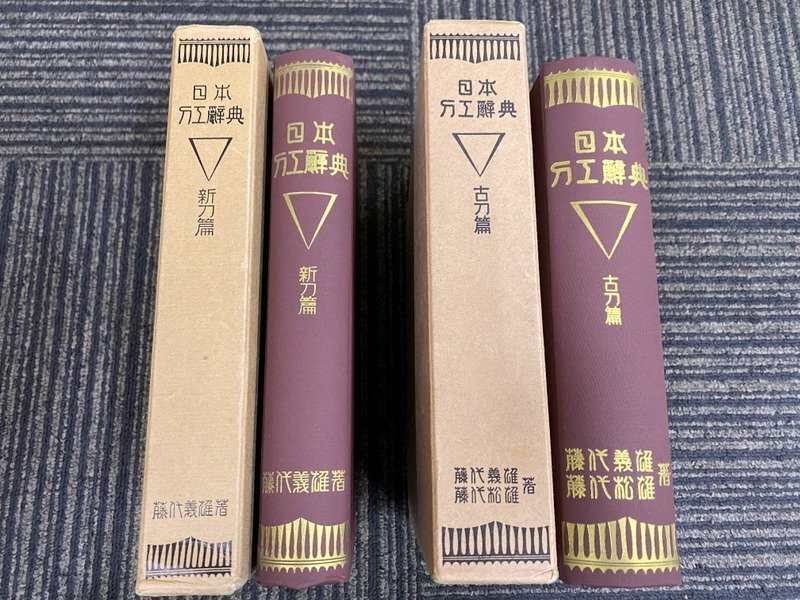 日本
刀工辭典
新刀篇
藤代義雄著
日本
刀工辭典
新刀篇
藤代義雄著
日本
刀工辭典
古刀篇
藤代義雄
藤代松雄
著
日本
刀工辭典
古刀篇
藤代義雄
藤代松雄
著